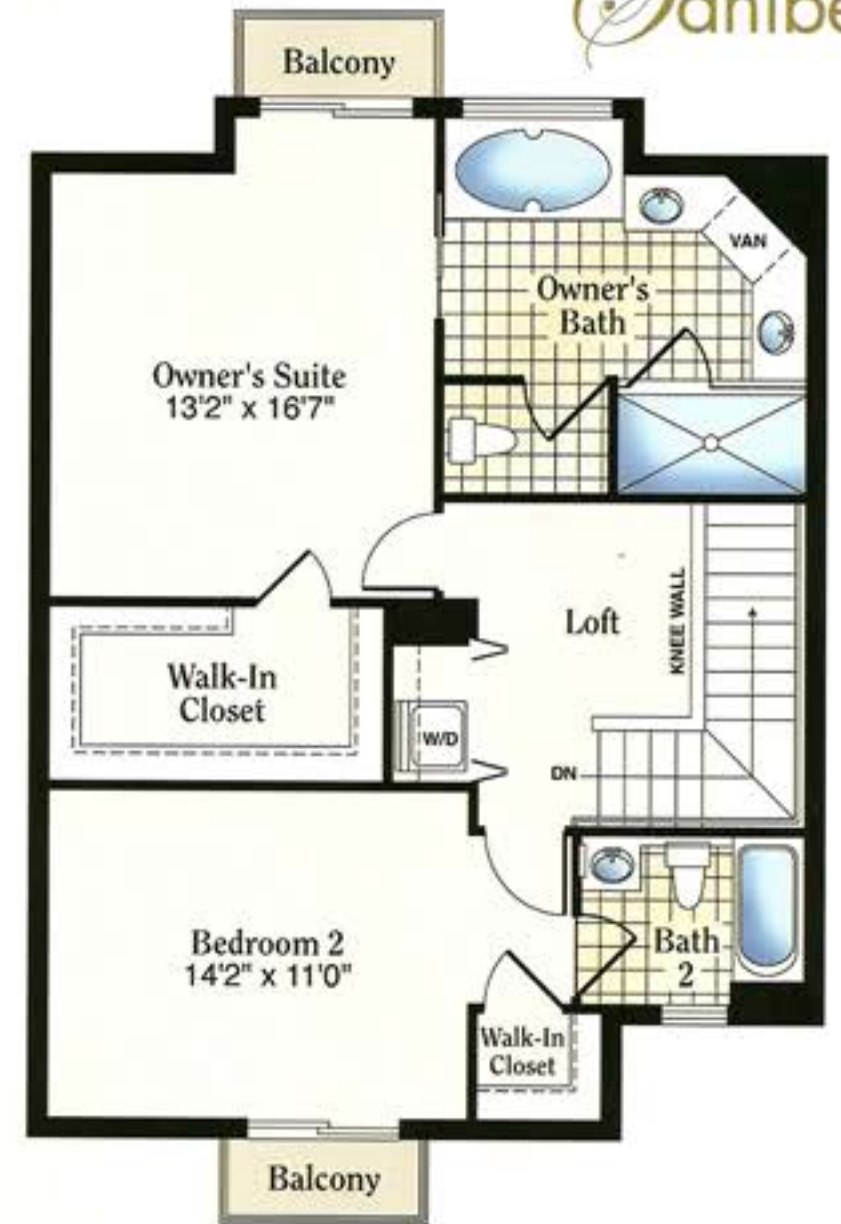 Balcony
VAN
Owner's
Bath
Owner's Suite
13'2" x 16'7"
Loft
KNEE WALL
Walk-In
Closet
W/D
DN
Bedroom 2
14'2" x 11'0"
Bath
2
Walk-In
Closet
Balcony